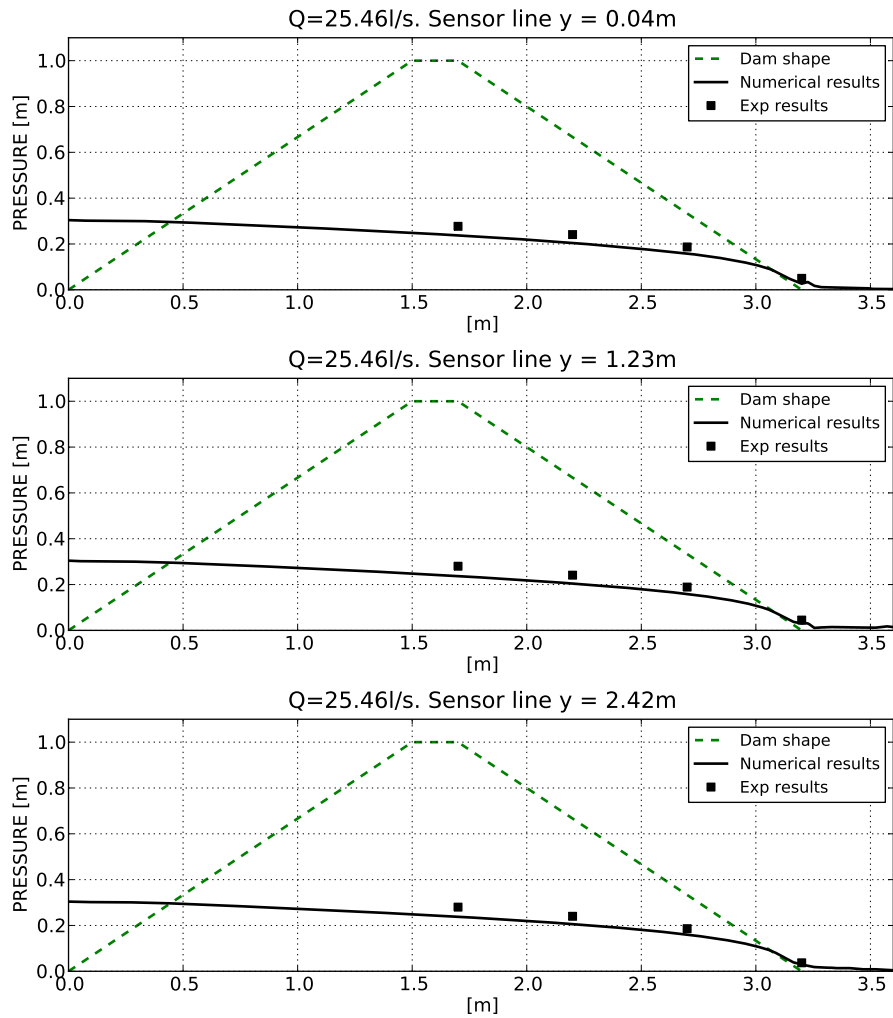 Q=25.46l/s. Sensor line y = 0.04m
PRESSURE [m]
1.0
0.8
0.6
0.4
0.2
0.0
Dam shape
Numerical results
Exp results
0.0 0.5 1.0 1.5 2.0 2.5 3.0 3.5
[m]
Q=25.46l/s. Sensor line y = 1.23m
PRESSURE [m]
1.0
0.8
0.6
0.4
0.2
0.0
Dam shape
Numerical results
Exp results
0.0 0.5 1.0 1.5 2.0 2.5 3.0 3.5
[m]
Q=25.46l/s. Sensor line y = 2.42m
PRESSURE [m]
1.0
0.8
0.6
0.4
0.2
0.0
Dam shape
Numerical results
Exp results
0.0 0.5 1.0 1.5 2.0 2.5 3.0 3.5
[m]